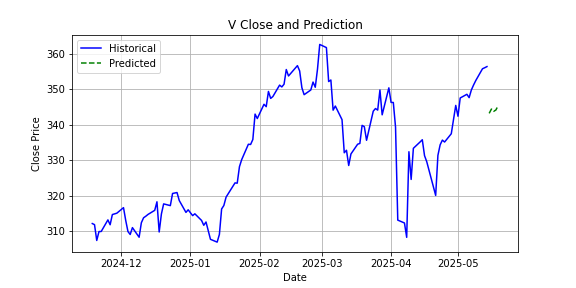 V Close and Prediction
Historical
Predicted
Close Price
360
350
340
330
320
310
2024-12
2025-01
2025-02
2025-03
2025-04
2025-05
Date